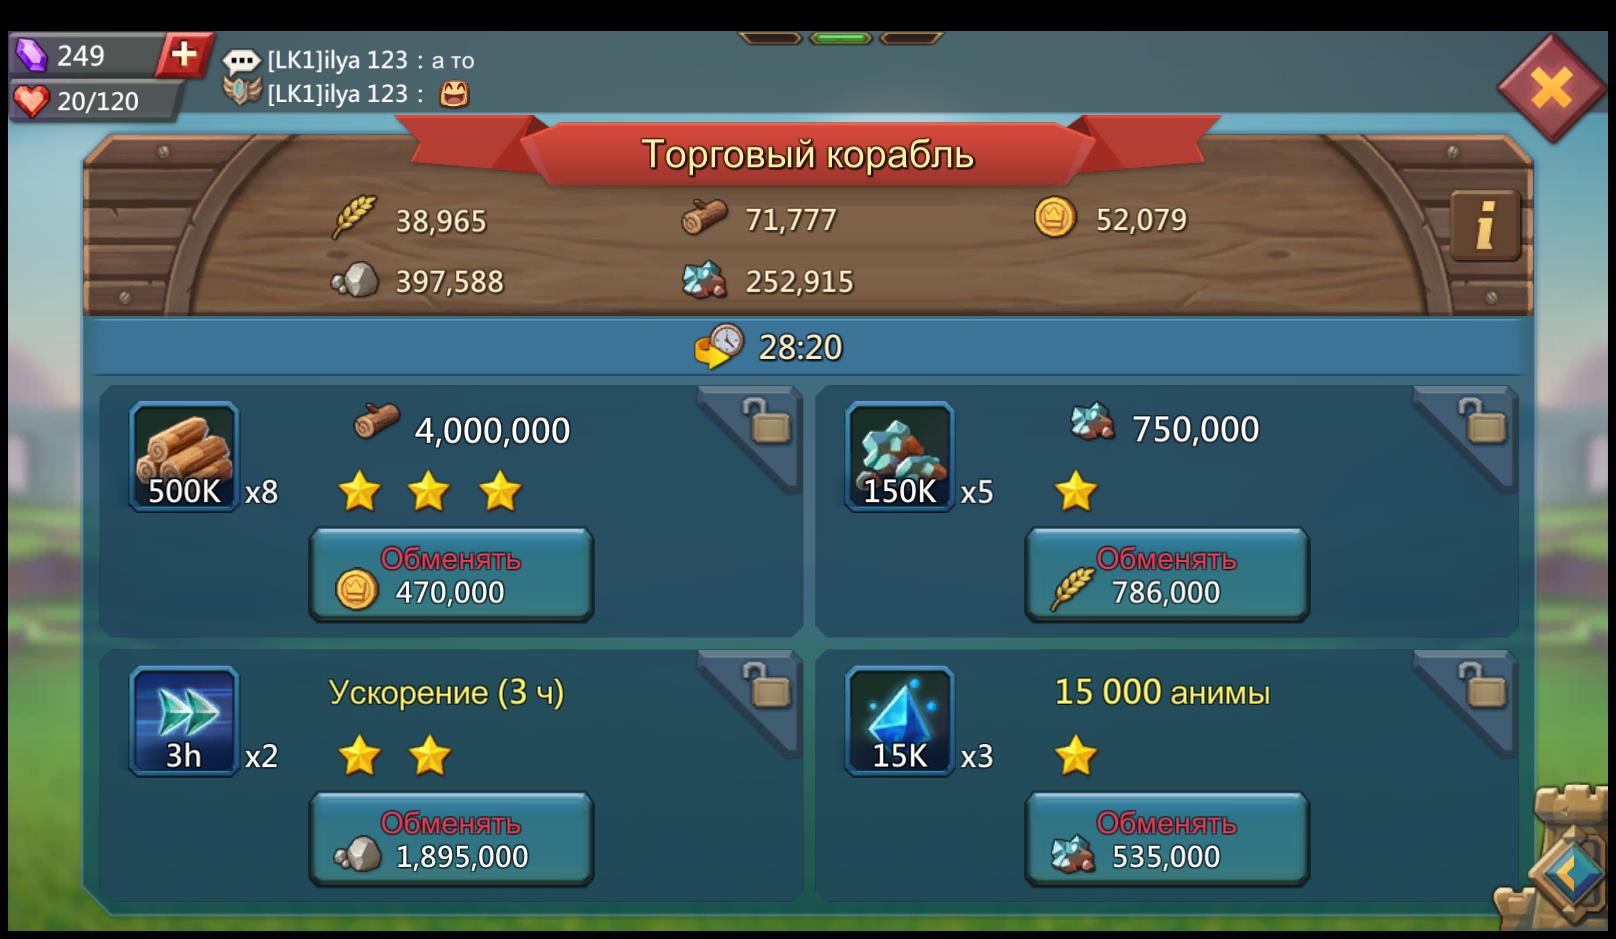 249
20/120
[LK1]ilya 123 : а то
[LK1]ilya 123 :
Торговый корабль
38,965
71,777
52,079
397,588
252,915
i
28:20
4,000,000
500K x8
Обменять
470,000
750,000
150K x5
Обменять
786,000
Ускорение (3 ч)
3h x2
Обменять
1,895,000
15 000 анимы
15K x3
Обменять
535,000